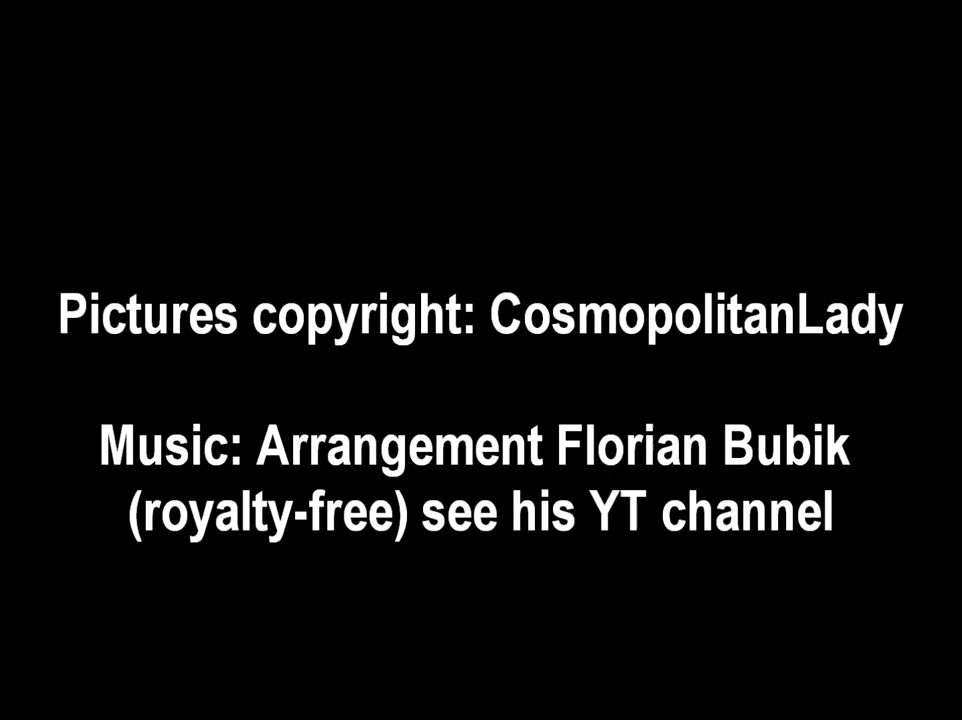 Pictures copyright: CosmopolitanLady
Music: Arrangement Florian Bubik
(royalty-free) see his YT channel